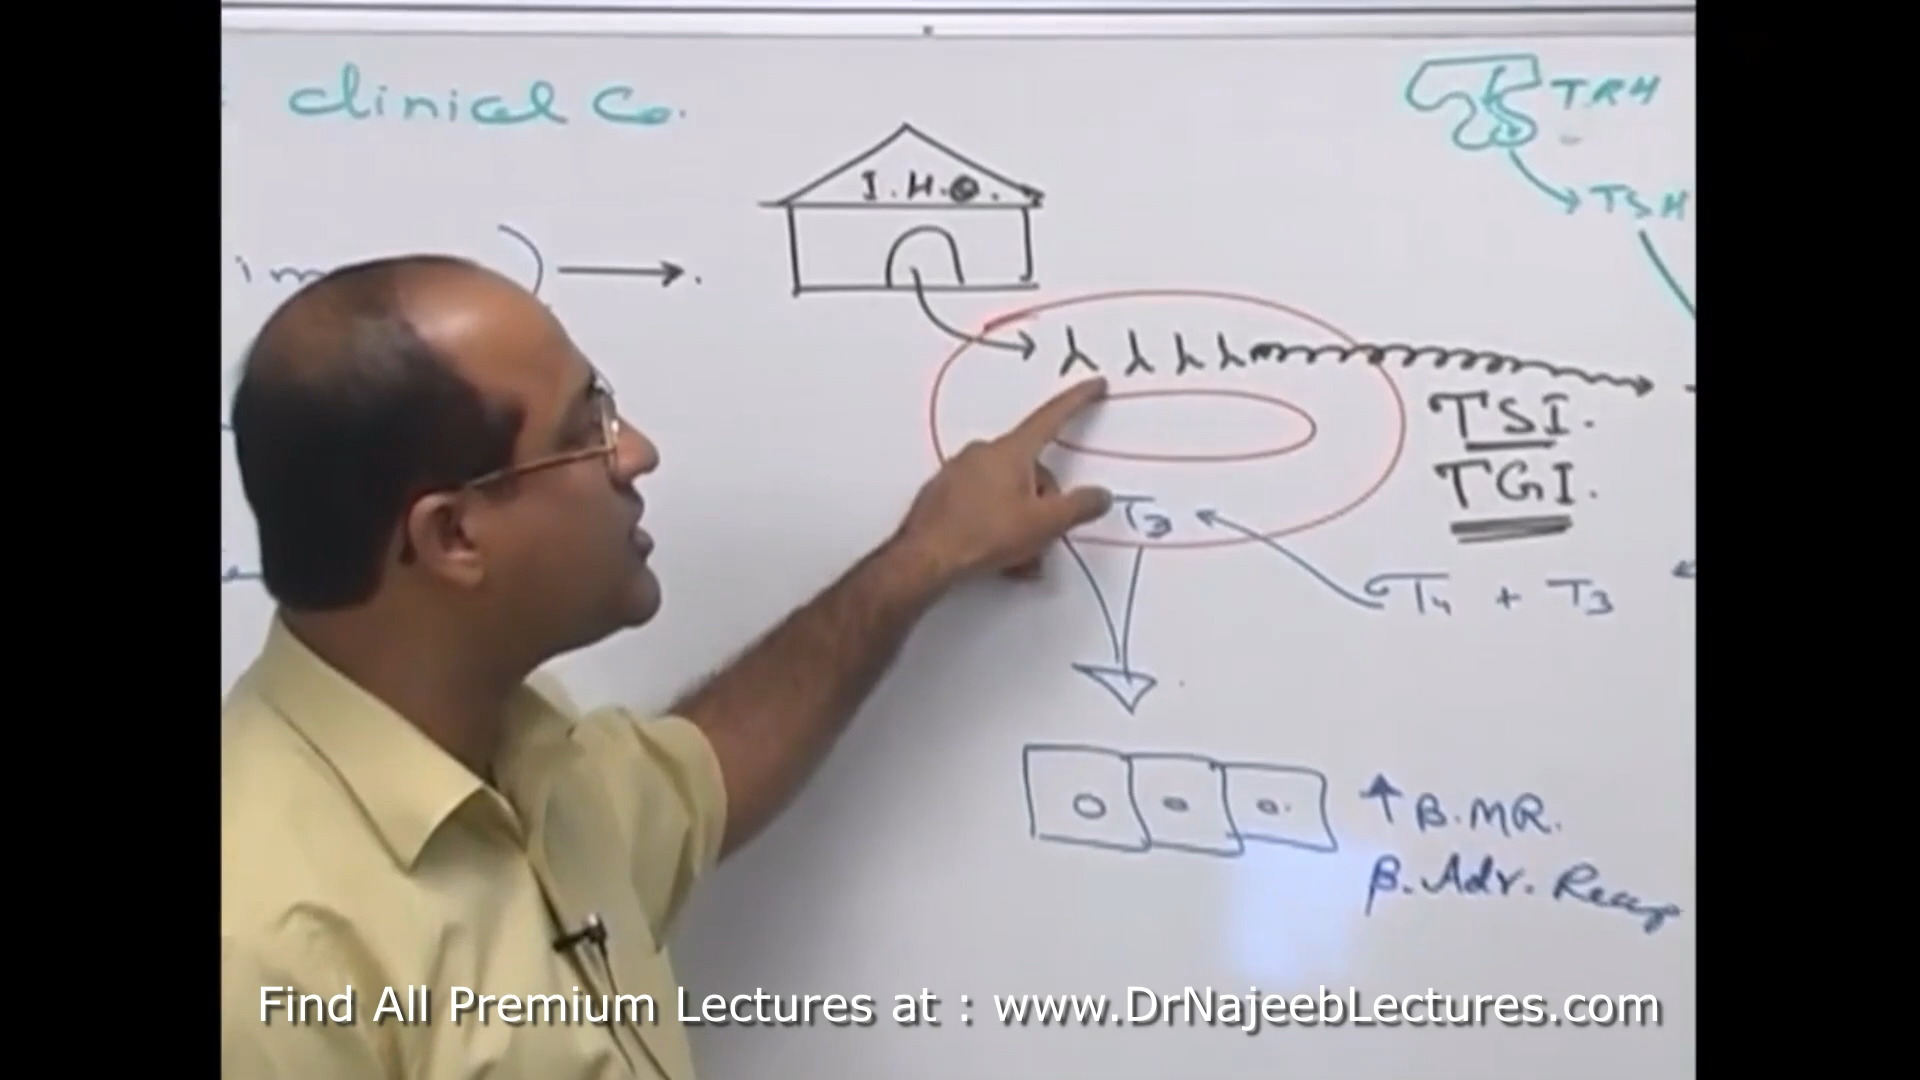 Clinical Co.
TRH
TSH
I.H.O.
im
TSI.
TGI.
T3
T4 + T3
↑ B.MR.
β. Adr. Recep
Find All Premium Lectures at : www.DrNajeebLectures.com